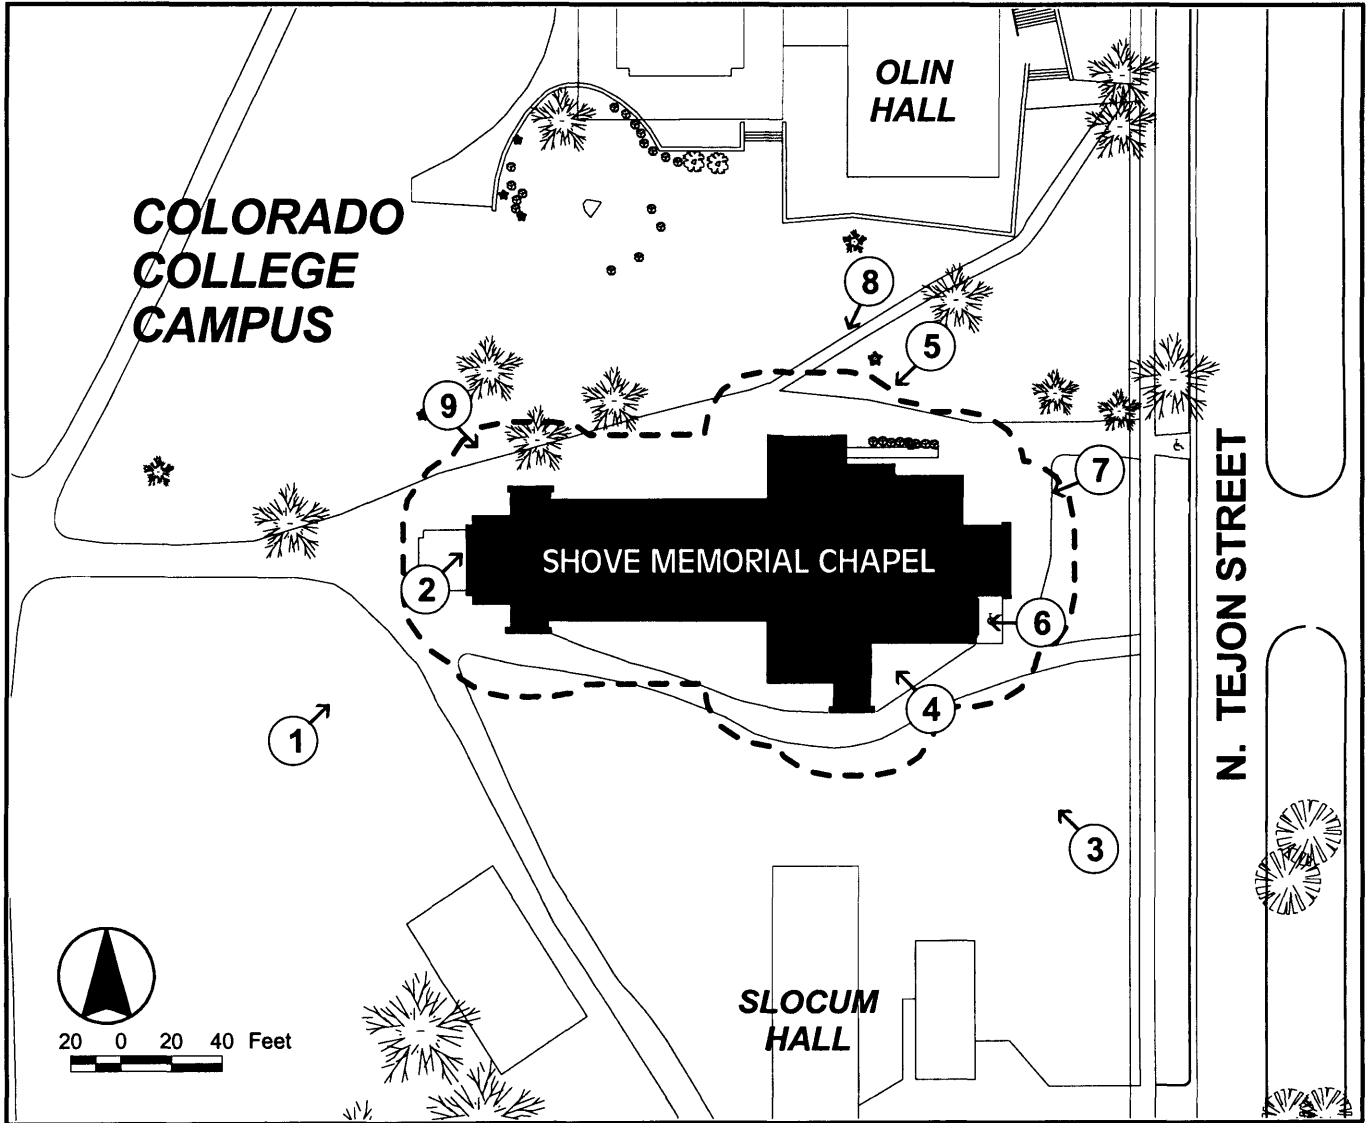 OLIN
HALL
COLORADO
COLLEGE
CAMPUS
8
5
9
7
N. TEJON STREET
SHOVE MEMORIAL CHAPEL
2
6
4
1
3
SLOCUM
HALL
20 0 20 40 Feet